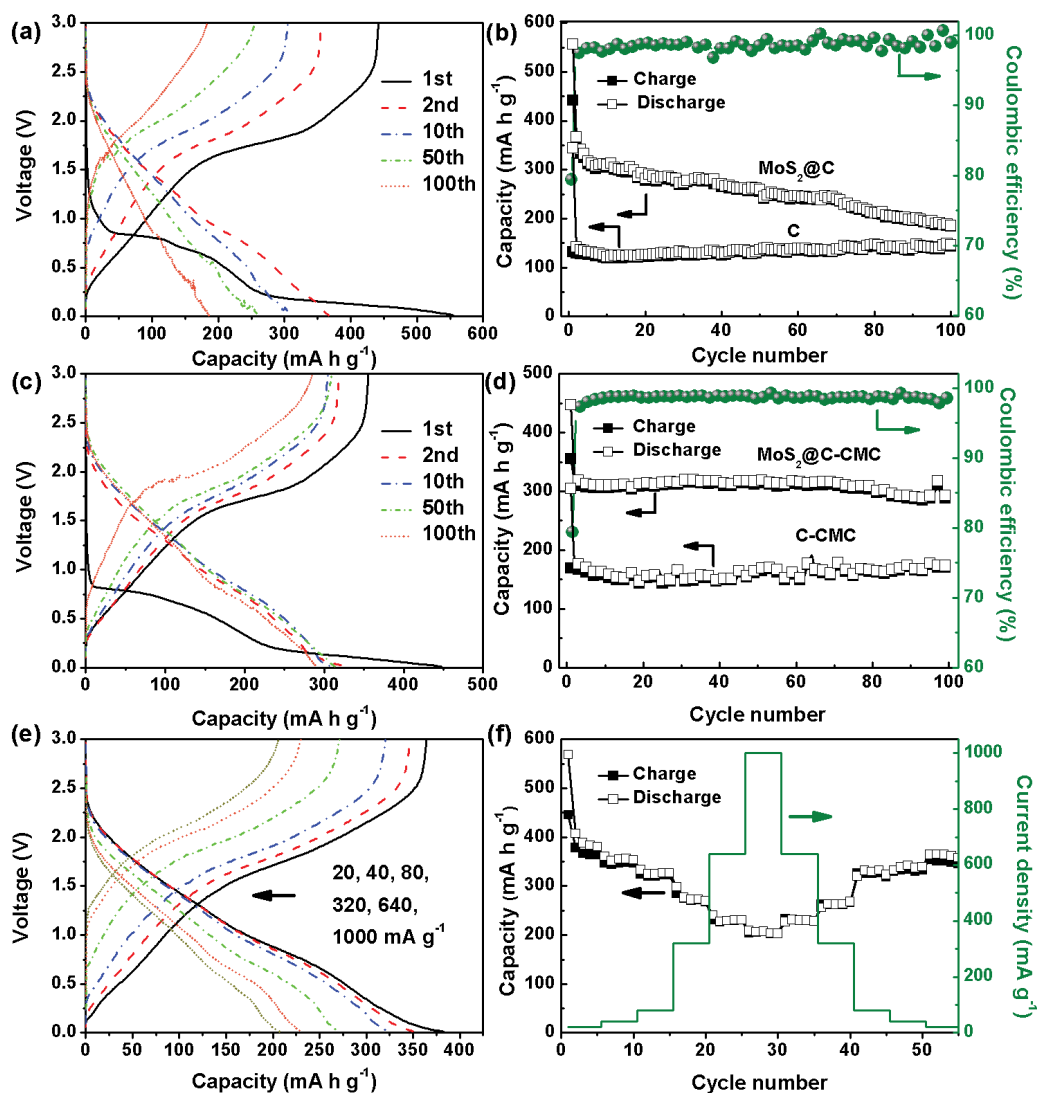 (a)
3.0
2.5
2.0
1.5
1.0
0.5
0.0
Voltage (V)
1st
2nd
10th
50th
100th
0 100 200 300 400 500 600
Capacity (mA h g⁻¹)
(b)
600
500
400
300
200
100
0
Capacity (mA h g⁻¹)
Charge
Discharge
MoS₂@C
C
100
90
80
70
60
Coulombic efficiency (%)
0 20 40 60 80 100
Cycle number
(c)
3.0
2.5
2.0
1.5
1.0
0.5
0.0
Voltage (V)
1st
2nd
10th
50th
100th
0 100 200 300 400 500
Capacity (mA h g⁻¹)
(d)
500
400
300
200
100
0
Capacity (mA h g⁻¹)
Charge
Discharge
MoS₂@C-CMC
C-CMC
100
90
80
70
60
Coulombic efficiency (%)
0 20 40 60 80 100
Cycle number
(e)
3.0
2.5
2.0
1.5
1.0
0.5
0.0
Voltage (V)
20, 40, 80,
320, 640,
1000 mA g⁻¹
0 50 100 150 200 250 300 350 400
Capacity (mA h g⁻¹)
(f)
600
500
400
300
200
100
0
Capacity (mA h g⁻¹)
Charge
Discharge
1000
800
600
400
200
0
Current density (mA g⁻¹)
0 10 20 30 40 50
Cycle number